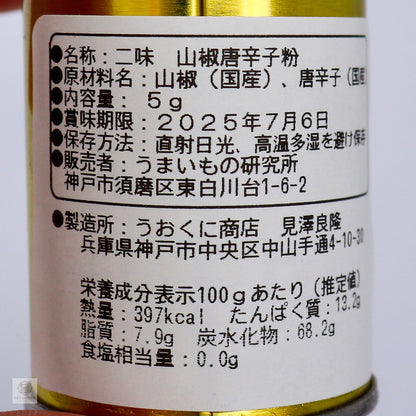 ●名称：二味 山椒唐辛子粉
●原材料名：山椒（国産）、唐辛子（国産
●内容量：５ｇ
●賞味期限：２０２５年７月６日
●保存方法：直射日光、高温多湿を避け保存
●販売者：うまいもの研究所
神戸市須磨区東白川台1-6-2
●製造所：うおくに商店 見澤良隆
兵庫県神戸市中央区中山手通4-10-30
栄養成分表示100ｇあたり（推定値）
熱量：397kcal たんぱく質：13.2g
脂質：7.9g 炭水化物：68.2g
食塩相当量：0.0g